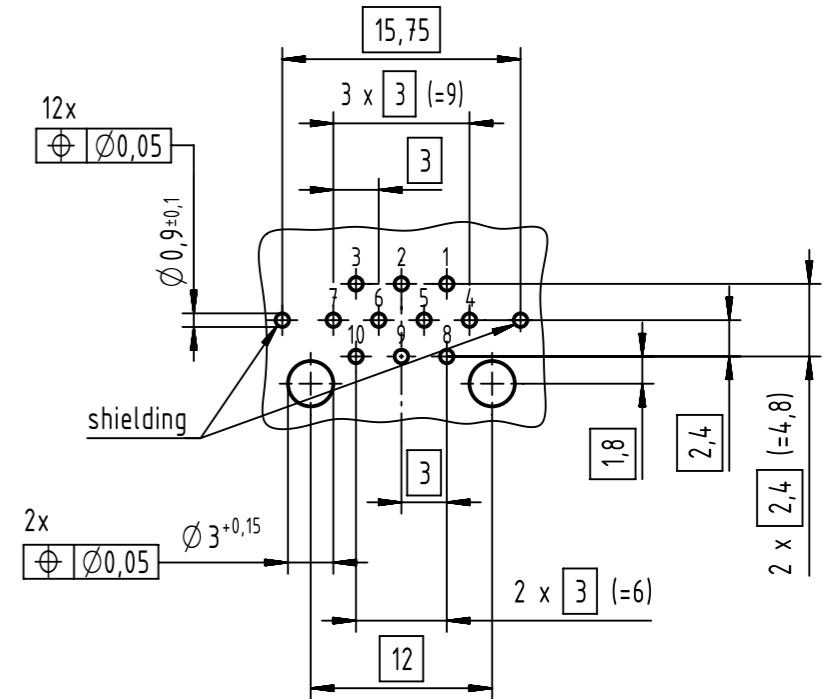 15,75
3 x 3 (=9)
12x
⌖ Ø0,05
3
Ø0,9±0,1
3 2 1
7 6 5 4
10 9 8
shielding
1,8
2,4
2 x 2,4 (=4,8)
3
2x
⌖ Ø0,05
Ø3+0,15
2 x 3 (=6)
12